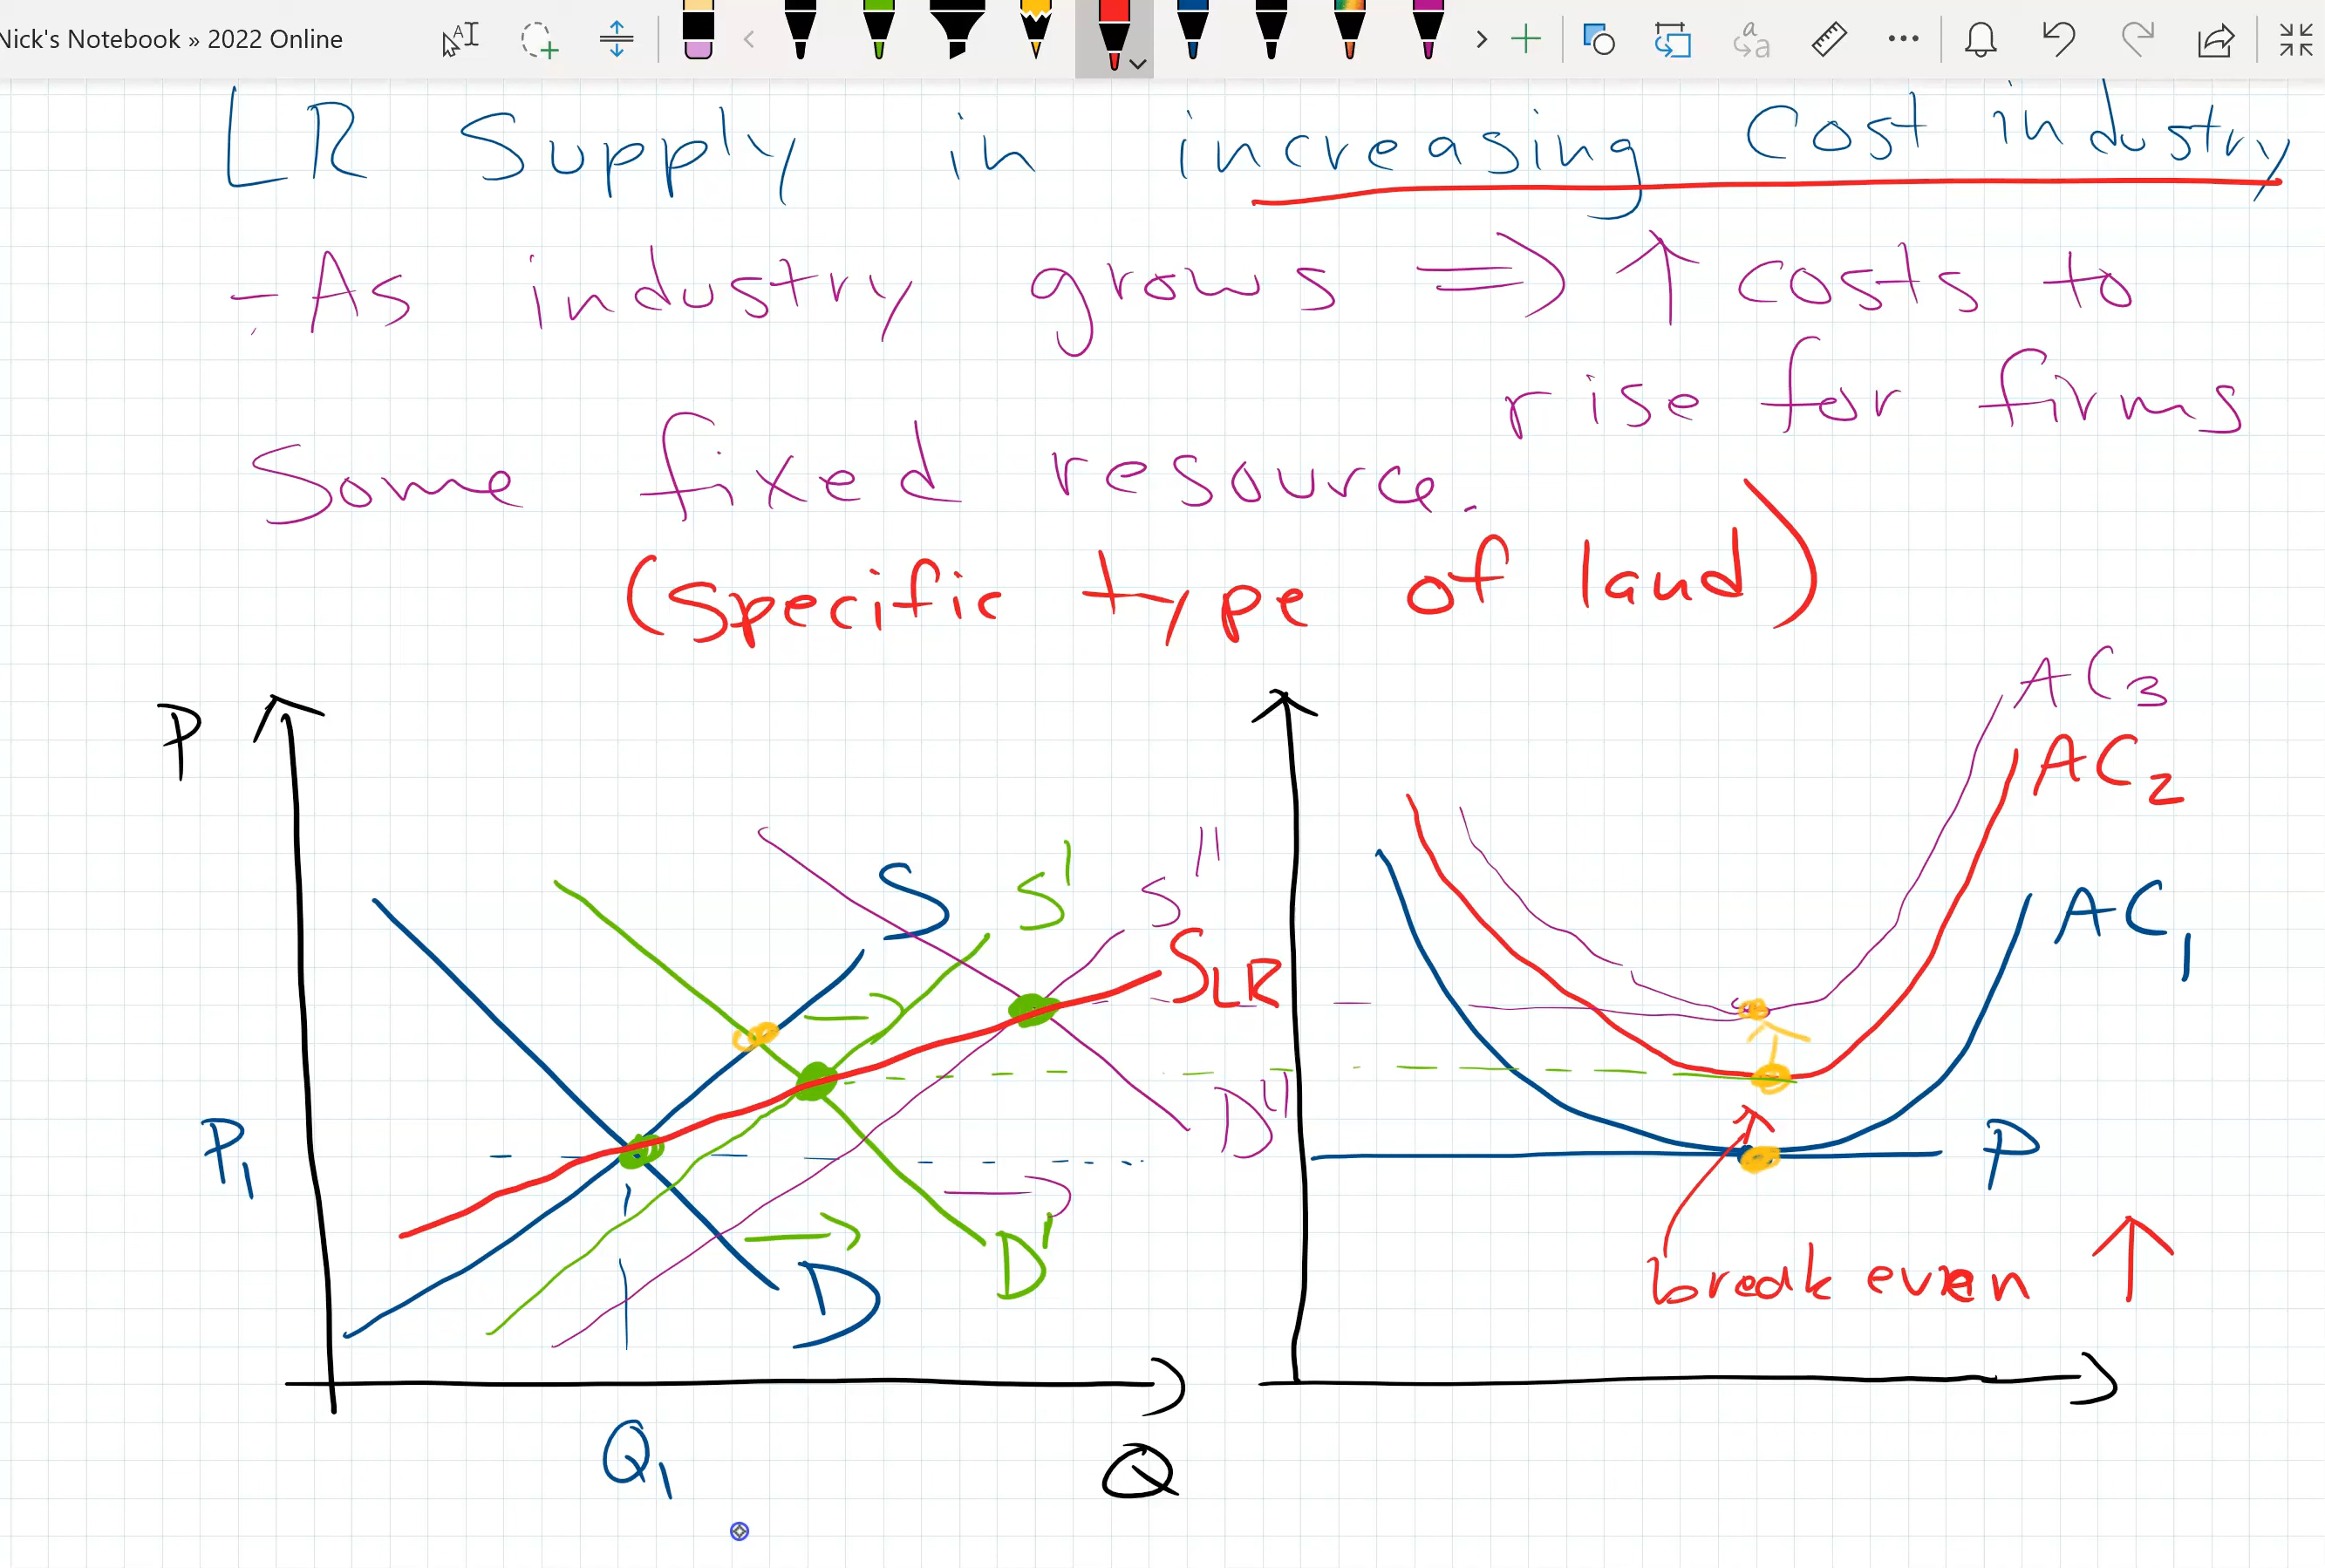 Nick's Notebook » 2022 Online
LR Supply in increasing cost industry
- As industry grows ⇒ ↑ costs to
rise for firms
Some fixed resource.
(specific type of land)
P
AC3
AC2
S
S'
S''
AC1
SLR
D''
P1
P
D'
D
break even ↑
Q1
Q